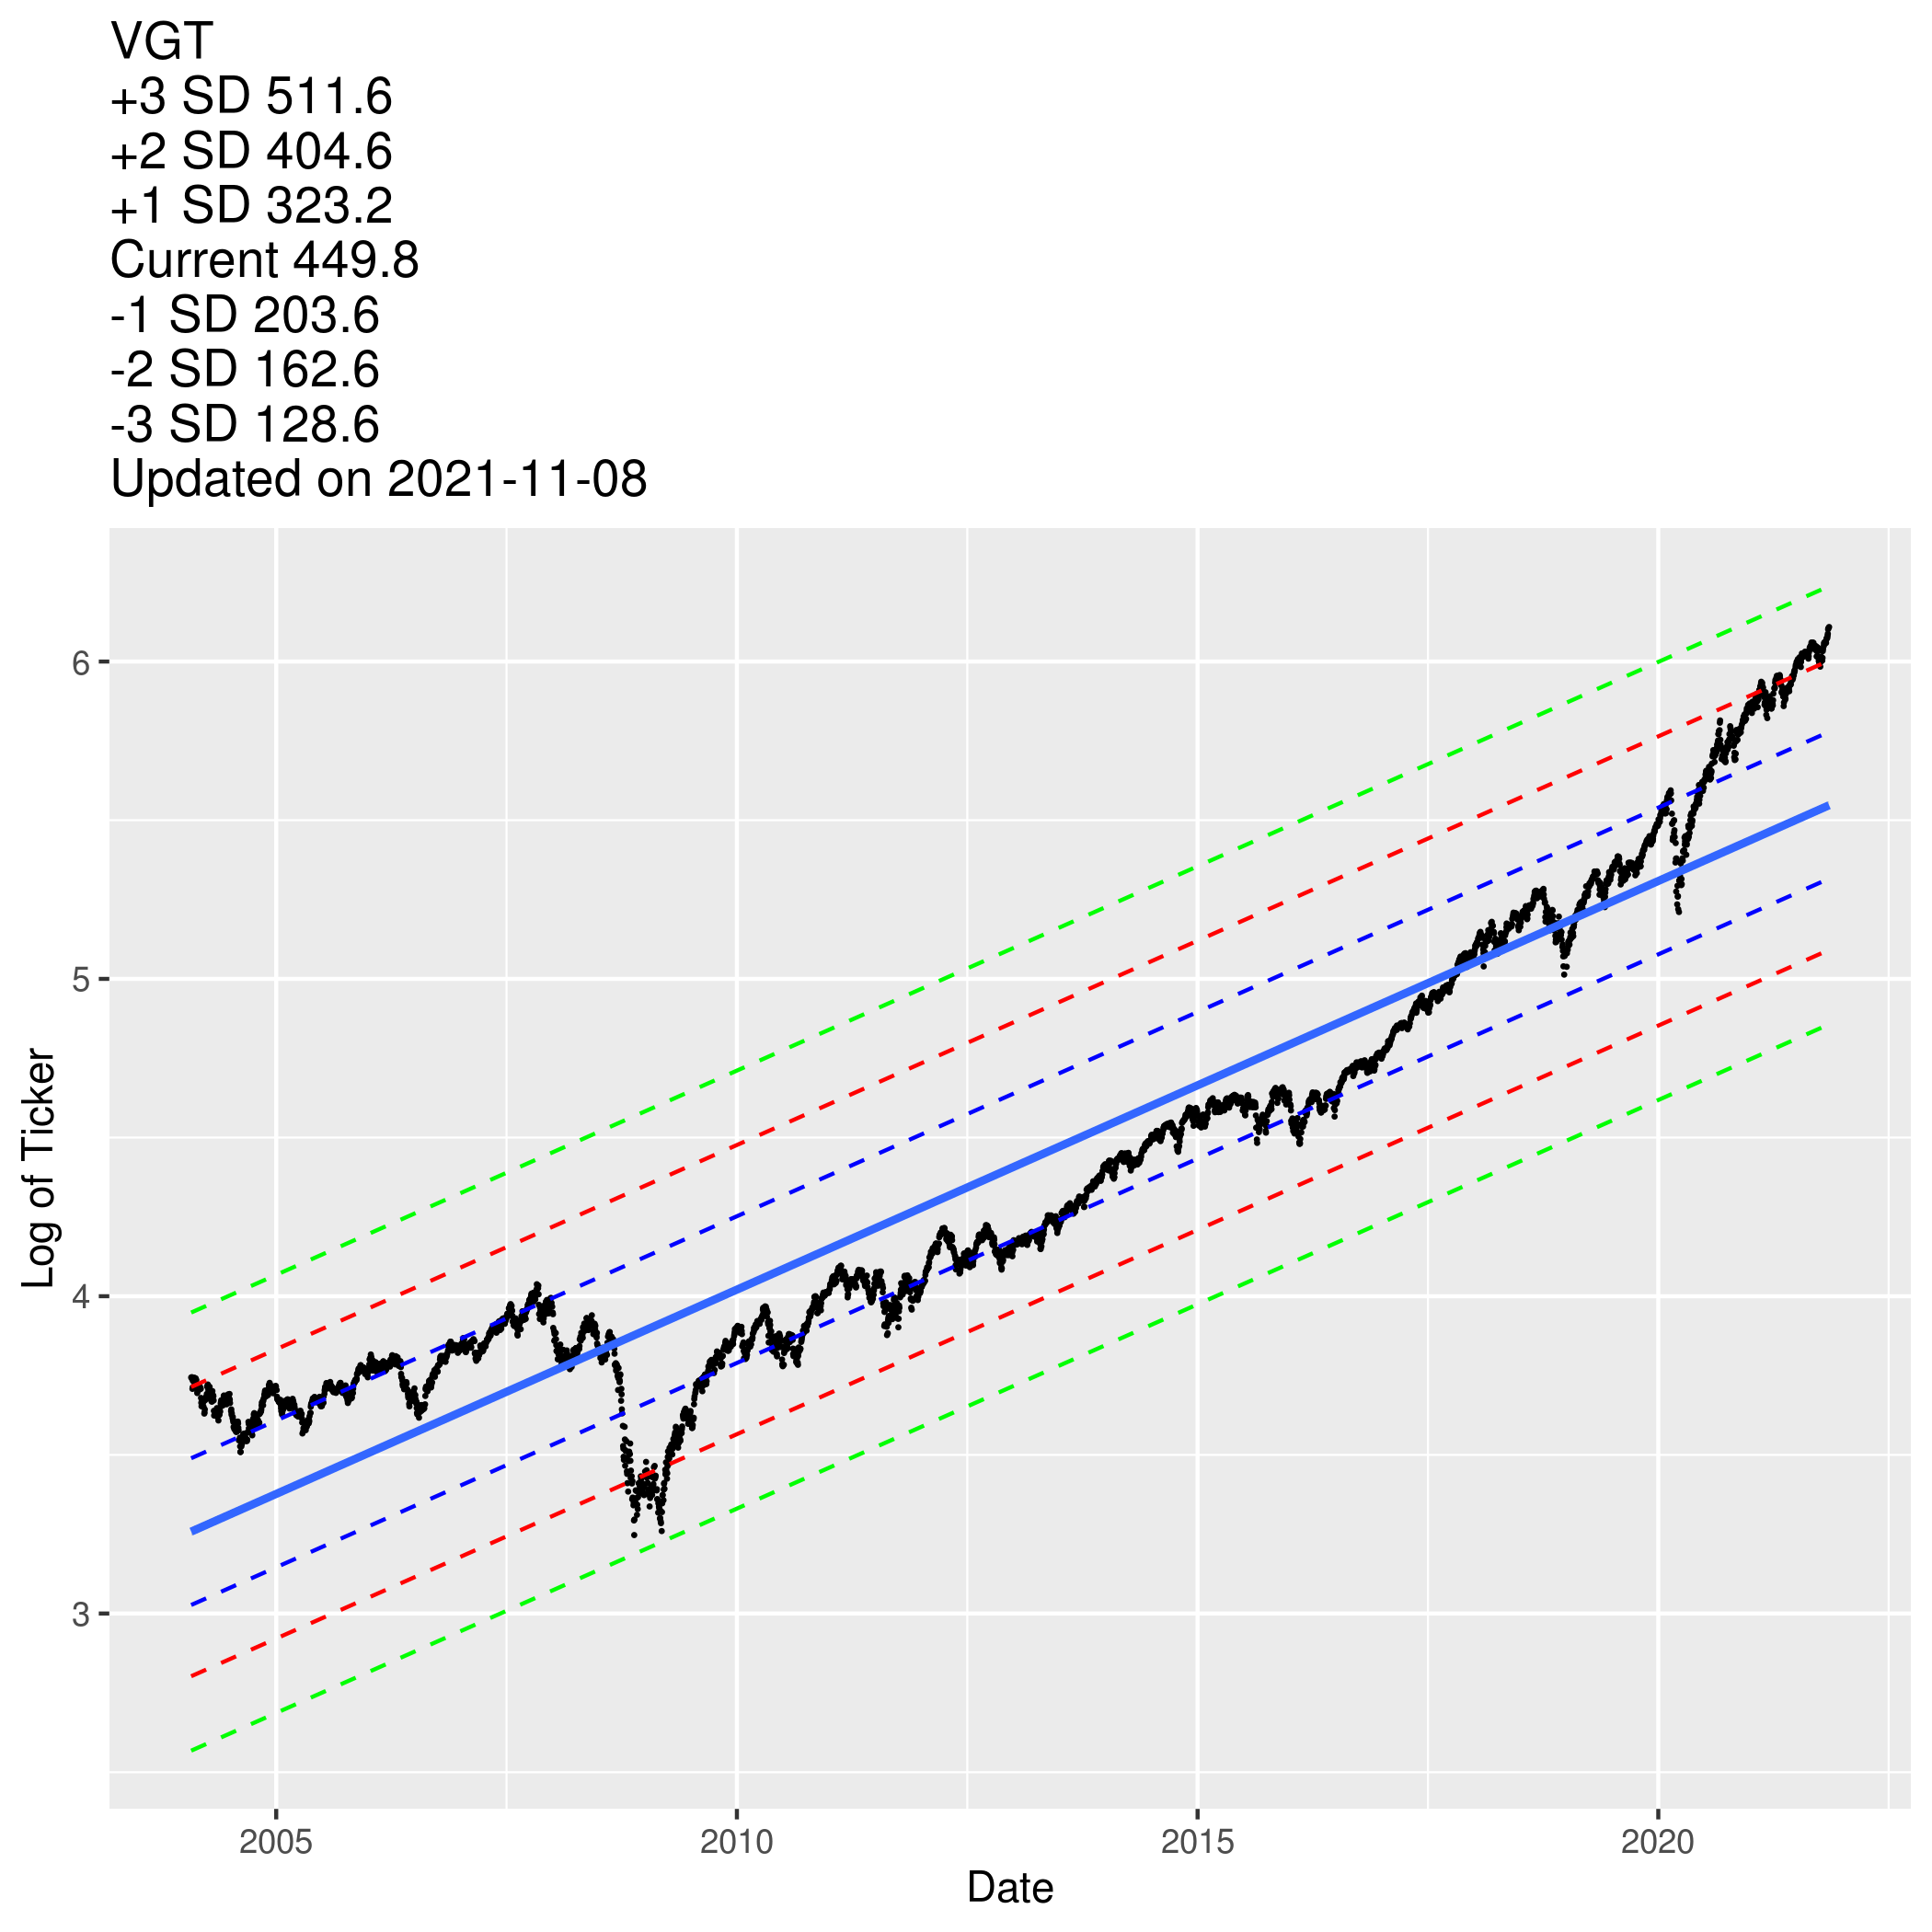 VGT
+3 SD 511.6
+2 SD 404.6
+1 SD 323.2
Current 449.8
-1 SD 203.6
-2 SD 162.6
-3 SD 128.6
Updated on 2021-11-08
6
5
4
3
Log of Ticker
2005 2010 2015 2020
Date